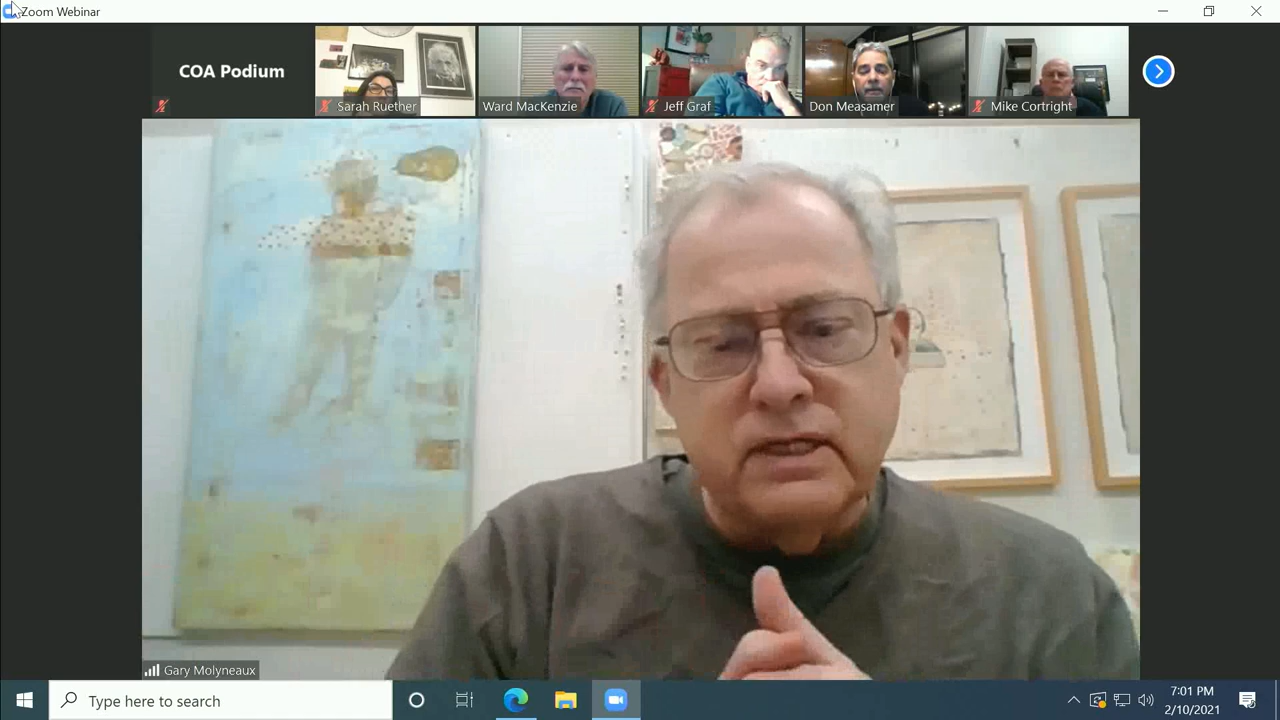 Zoom Webinar
COA Podium
Sarah Ruether
Ward MacKenzie
Jeff Graf
Don Measamer
Mike Cortright
Gary Molyneaux
Type here to search
7:01 PM
2/10/2021